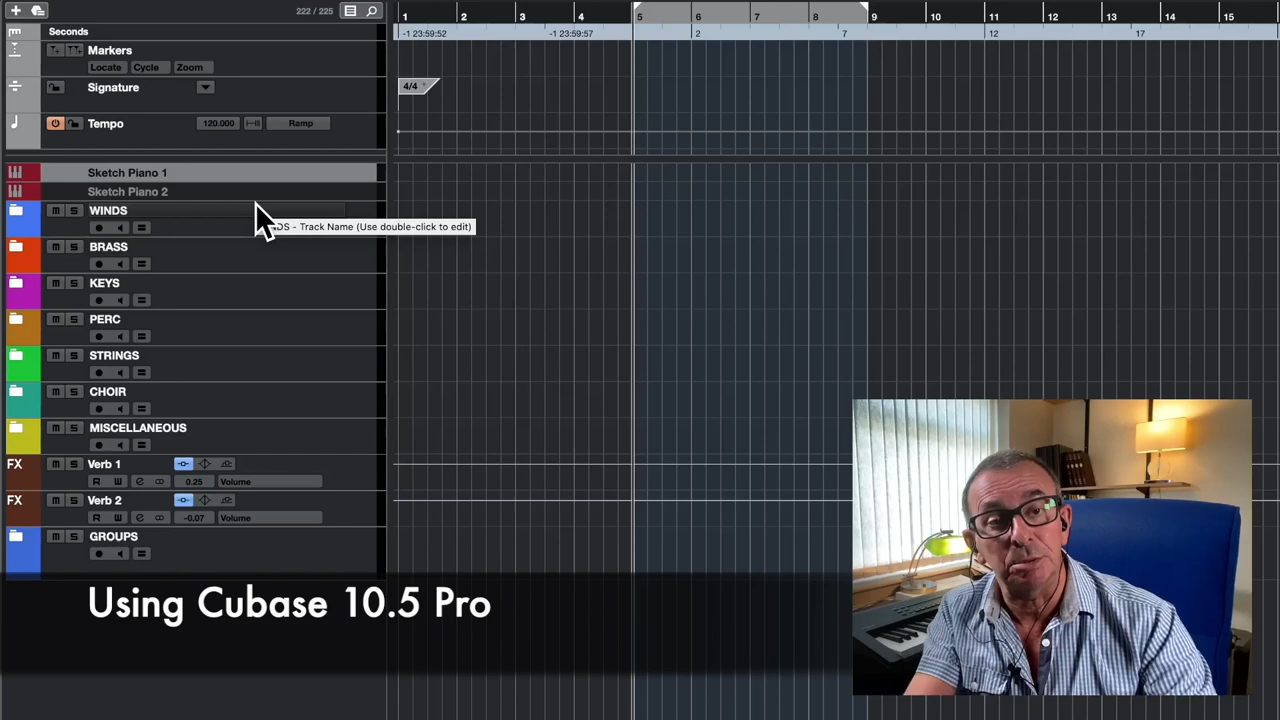 222 / 225
1 2 3 4 5 6 7 8 9 10 11 12 13 14 15
Seconds
-1 23:59:52 -1 23:59:57 2 7 12 17
Markers
Locate Cycle Zoom
Signature
4/4
Tempo 120.000 Ramp
Sketch Piano 1
Sketch Piano 2
m S WINDS
DS - Track Name (Use double-click to edit)
m S BRASS
m S KEYS
m S PERC
m S STRINGS
m S CHOIR
m S MISCELLANEOUS
FX m S Verb 1
R W e 0.25 Volume
FX m S Verb 2
R W e -0.07 Volume
m S GROUPS
Using Cubase 10.5 Pro